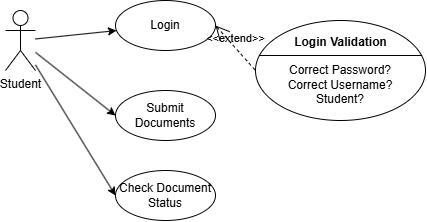 Login
<<extend>>
Login Validation
Correct Password?
Correct Username?
Student?
Student
Submit
Documents
Check Document
Status